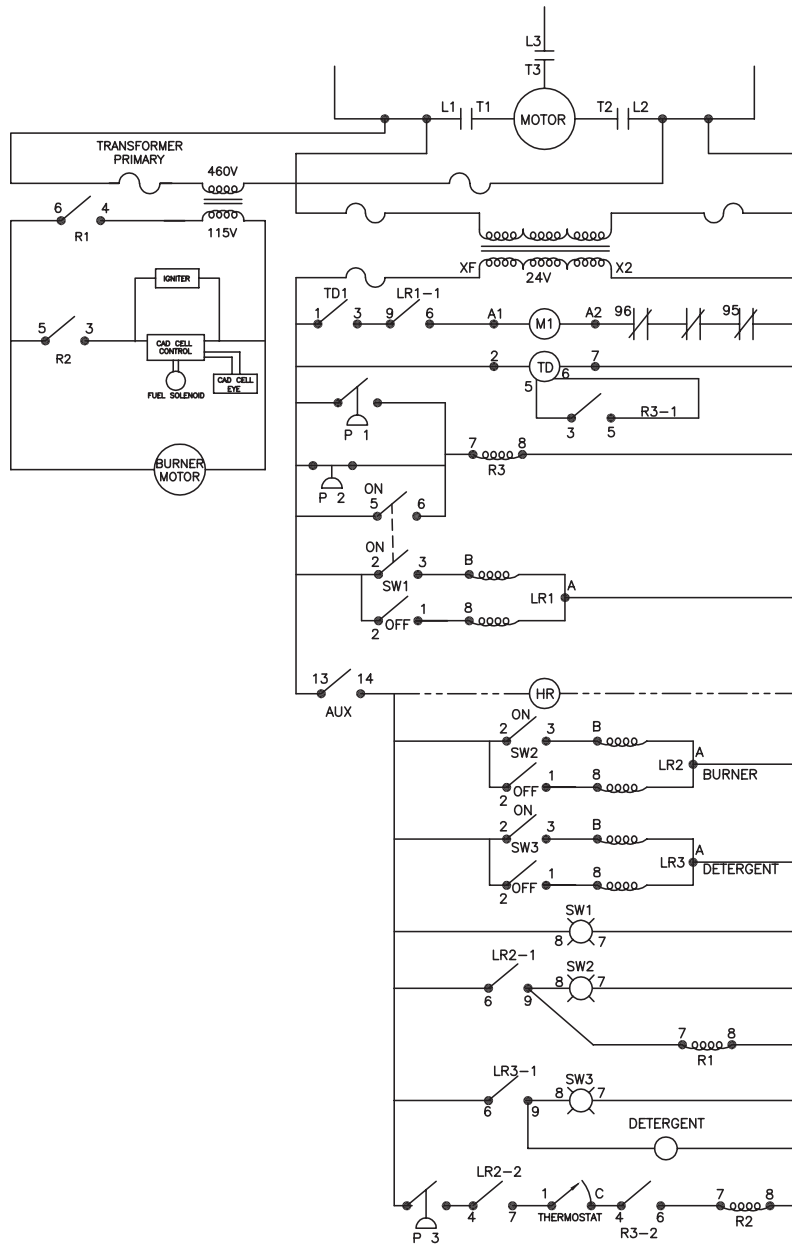 L3
T3
L1 T1 MOTOR T2 L2
TRANSFORMER
PRIMARY
460V
6 4
R1
115V
XF 24V X2
IGNITER
TD1 LR1-1
1 3 9 6 A1 M1 A2 96 95
5 3
R2
CAD CELL
CONTROL
CAD CELL
EYE
FUEL SOLENOID
2 TD 7
5 6
R3-1
3 5
P 1
7 8
R3
BURNER
MOTOR
P 2
ON
5 6
ON
2 3 B
SW1
LR1 A
OFF 1 8
2
13 14
AUX
HR
ON
2 3 B
SW2
LR2 A
BURNER
OFF 1 8
2
ON
2 3 B
SW3
LR3 A
DETERGENT
OFF 1 8
2
SW1
8 7
LR2-1 SW2
8 7
6 9
7 8
R1
LR3-1 SW3
8 7
6 9
DETERGENT
LR2-2
4 7
1 C
THERMOSTAT
4 6
R3-2
7 8
R2
P 3